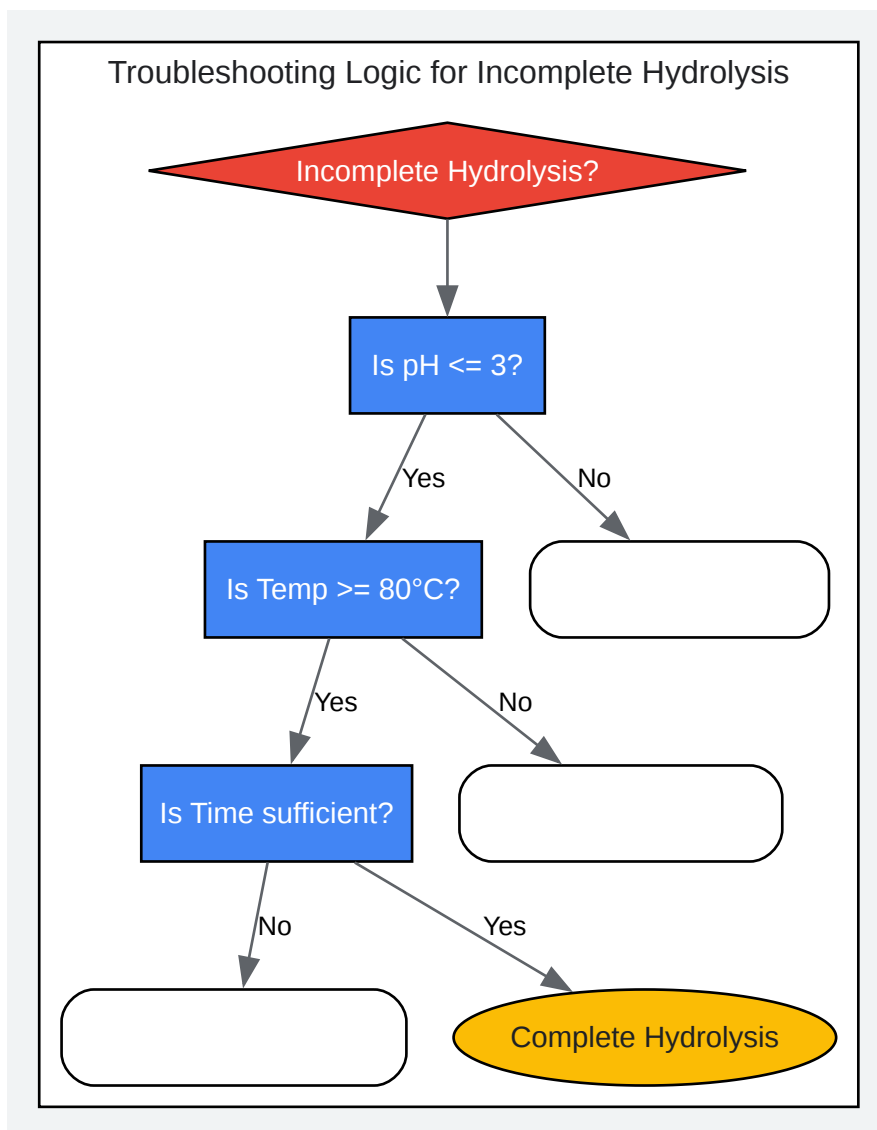 Troubleshooting Logic for Incomplete Hydrolysis
Incomplete Hydrolysis?
Is pH <= 3?
Yes
No
Is Temp >= 80°C?
Yes
No
Is Time sufficient?
No
Yes
Complete Hydrolysis